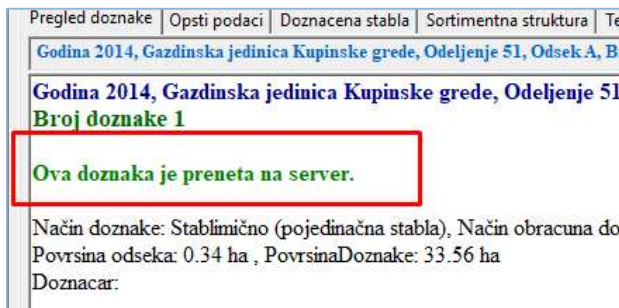 Pregled doznake Opsti podaci Doznacena stabla Sortimentna struktura Te
Godina 2014, Gazdinska jedinica Kupinske grede, Odeljenje 51, Odsek A, B
Godina 2014, Gazdinska jedinica Kupinske grede, Odeljenje 51
Broj doznake 1
Ova doznaka je preneta na server.
Način doznake: Stablimično (pojedinačna stabla), Način obracuna do
Povrsina odseka: 0.34 ha , PovrsinaDoznake: 33.56 ha
Doznacar: